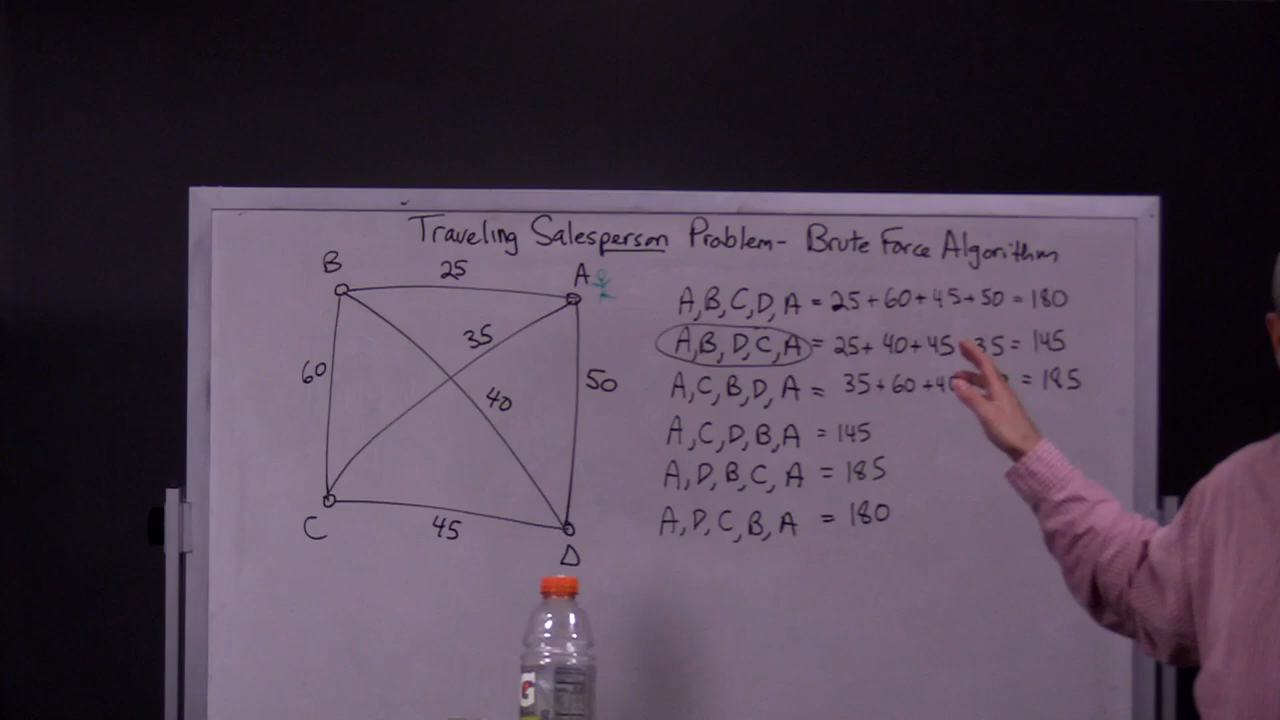 Traveling Salesperson Problem- Brute Force Algorithm
B
25
A
A,B,C,D,A = 25+60+45+50 = 180
35
A,B,D,C,A = 25+40+45 35 = 145
60
50
A,C,B,D,A = 35+60+40 = 185
40
A,C,D,B,A = 145
A,D,B,C,A = 185
C
45
A,D,C,B,A = 180
D
G